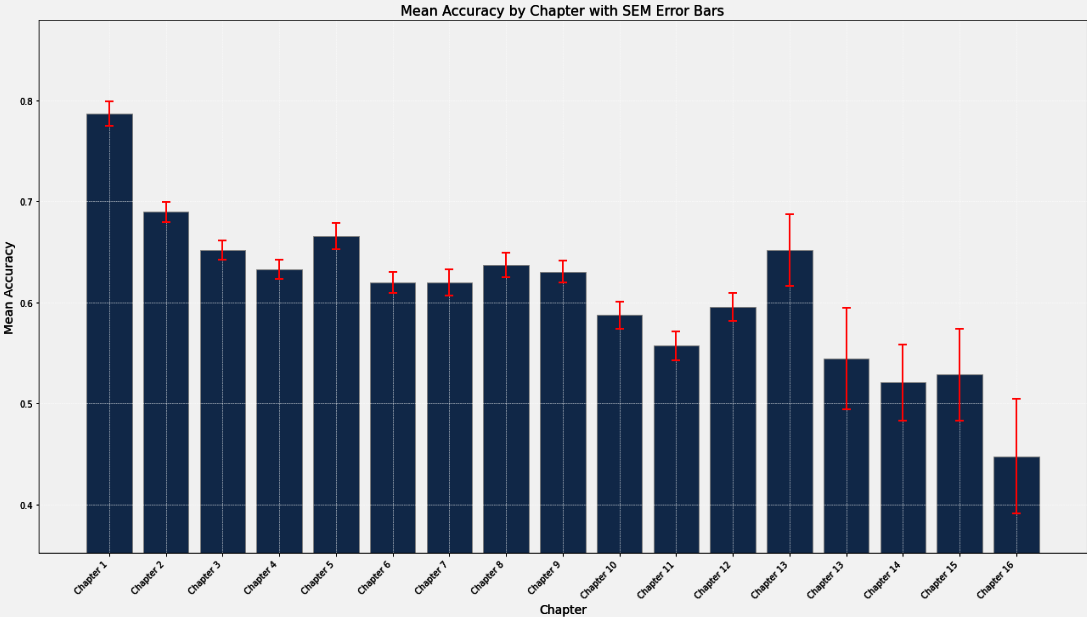 Mean Accuracy by Chapter with SEM Error Bars
Mean Accuracy
0.8
0.7
0.6
0.5
0.4
Chapter 1
Chapter 2
Chapter 3
Chapter 4
Chapter 5
Chapter 6
Chapter 7
Chapter 8
Chapter 9
Chapter 10
Chapter 11
Chapter 12
Chapter 13
Chapter 13
Chapter 14
Chapter 15
Chapter 16
Chapter